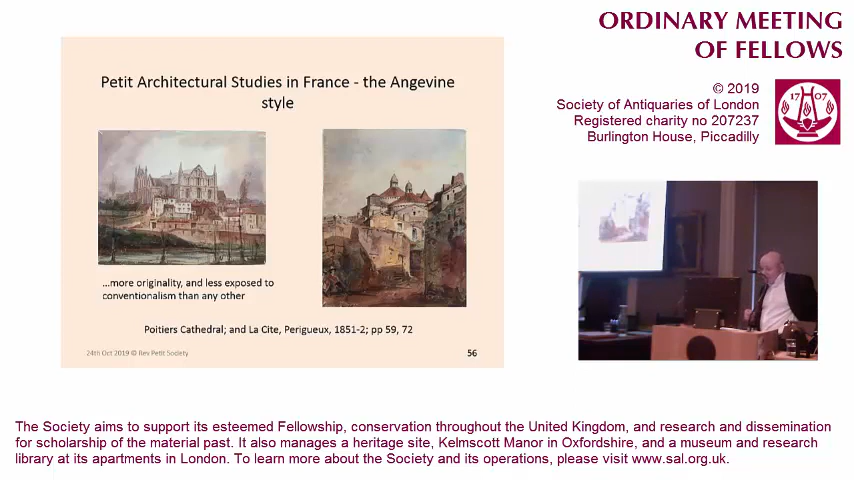 ORDINARY MEETING
OF FELLOWS
© 2019
Society of Antiquaries of London
Registered charity no 207237
Burlington House, Piccadilly
17 07
Petit Architectural Studies in France - the Angevine
style
...more originality, and less exposed to
conventionalism than any other
Poitiers Cathedral; and La Cite, Perigueux, 1851-2; pp 59, 72
24th Oct 2019 © Rev Petit Society
56
The Society aims to support its esteemed Fellowship, conservation throughout the United Kingdom, and research and dissemination
for scholarship of the material past. It also manages a heritage site, Kelmscott Manor in Oxfordshire, and a museum and research
library at its apartments in London. To learn more about the Society and its operations, please visit www.sal.org.uk.